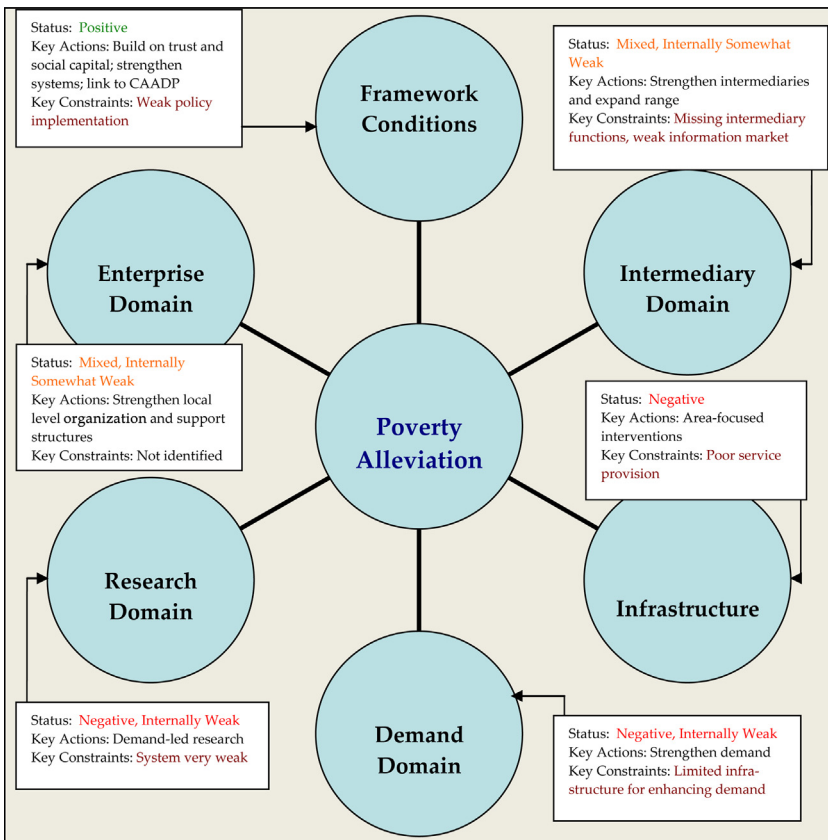 Status: Positive
Key Actions: Build on trust and
social capital; strengthen
systems; link to CAADP
Key Constraints: Weak policy
implementation
Framework
Conditions
Status: Mixed, Internally Somewhat
Weak
Key Actions: Strengthen intermediaries
and expand range
Key Constraints: Missing intermediary
functions, weak information market
Enterprise
Domain
Intermediary
Domain
Status: Mixed, Internally
Somewhat Weak
Key Actions: Strengthen local
level organization and support
structures
Key Constraints: Not identified
Poverty
Alleviation
Status: Negative
Key Actions: Area-focused
interventions
Key Constraints: Poor service
provision
Research
Domain
Infrastructure
Status: Negative, Internally Weak
Key Actions: Demand-led research
Key Constraints: System very weak
Demand
Domain
Status: Negative, Internally Weak
Key Actions: Strengthen demand
Key Constraints: Limited infra-
structure for enhancing demand